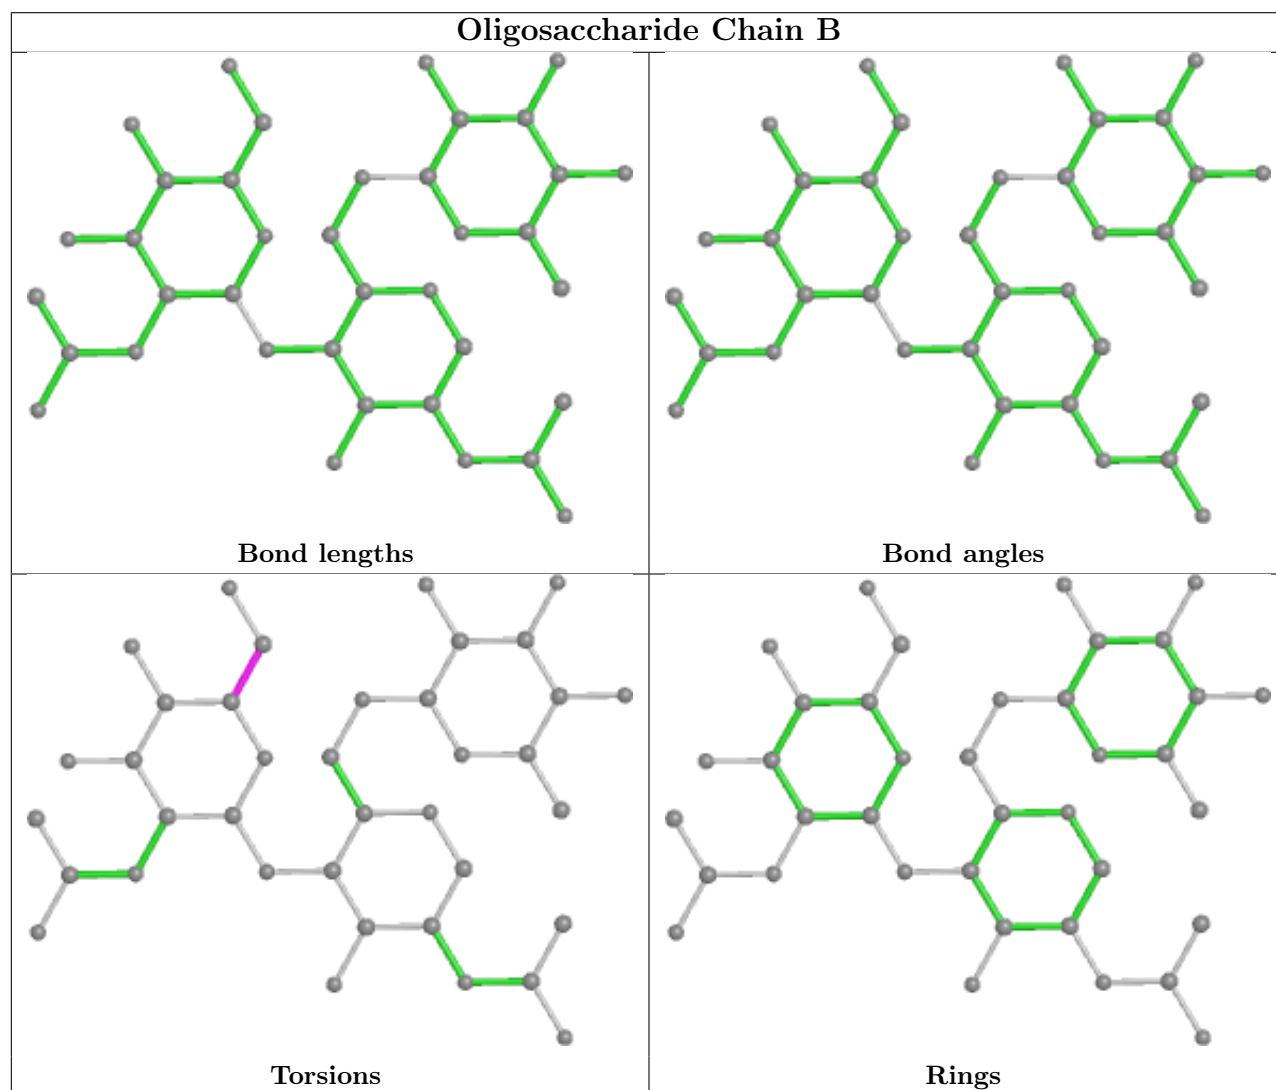 Oligosaccharide Chain B
Bond lengths
Bond angles
Torsions
Rings